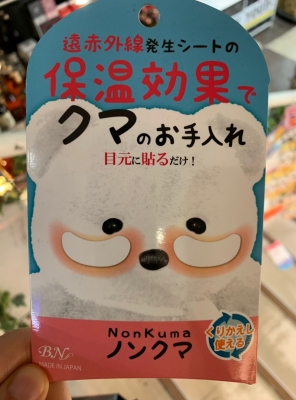 遠赤外線発生シートの
保温効果で
クマのお手入れ
目元に貼るだけ！
NonKuma
ノンクマ
くりかえし
使える
B.N.
MADE IN JAPAN